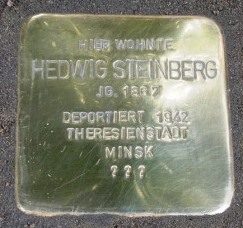 HIER WOHNTE
HEDWIG STEINBERG
JG.
DEPORTIERT 1942
THERESIENSTADT
MINSK
???